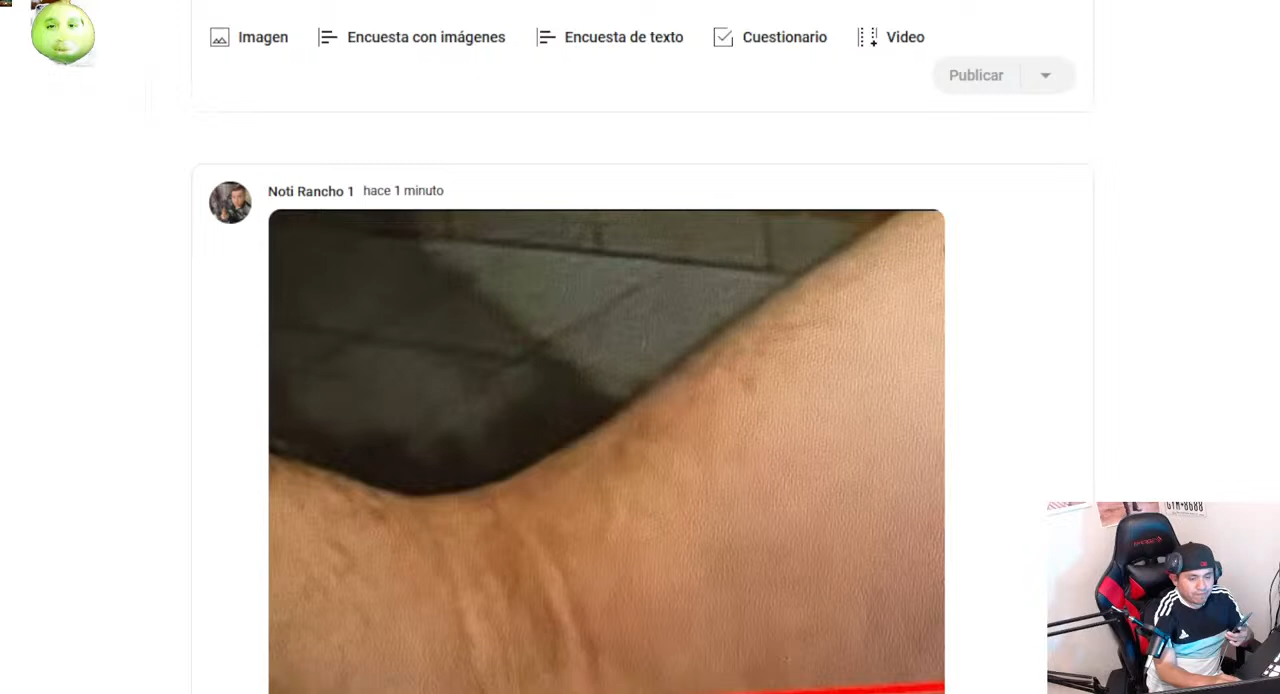 Imagen Encuesta con imágenes Encuesta de texto Cuestionario Video
Publicar
Noti Rancho 1 hace 1 minuto